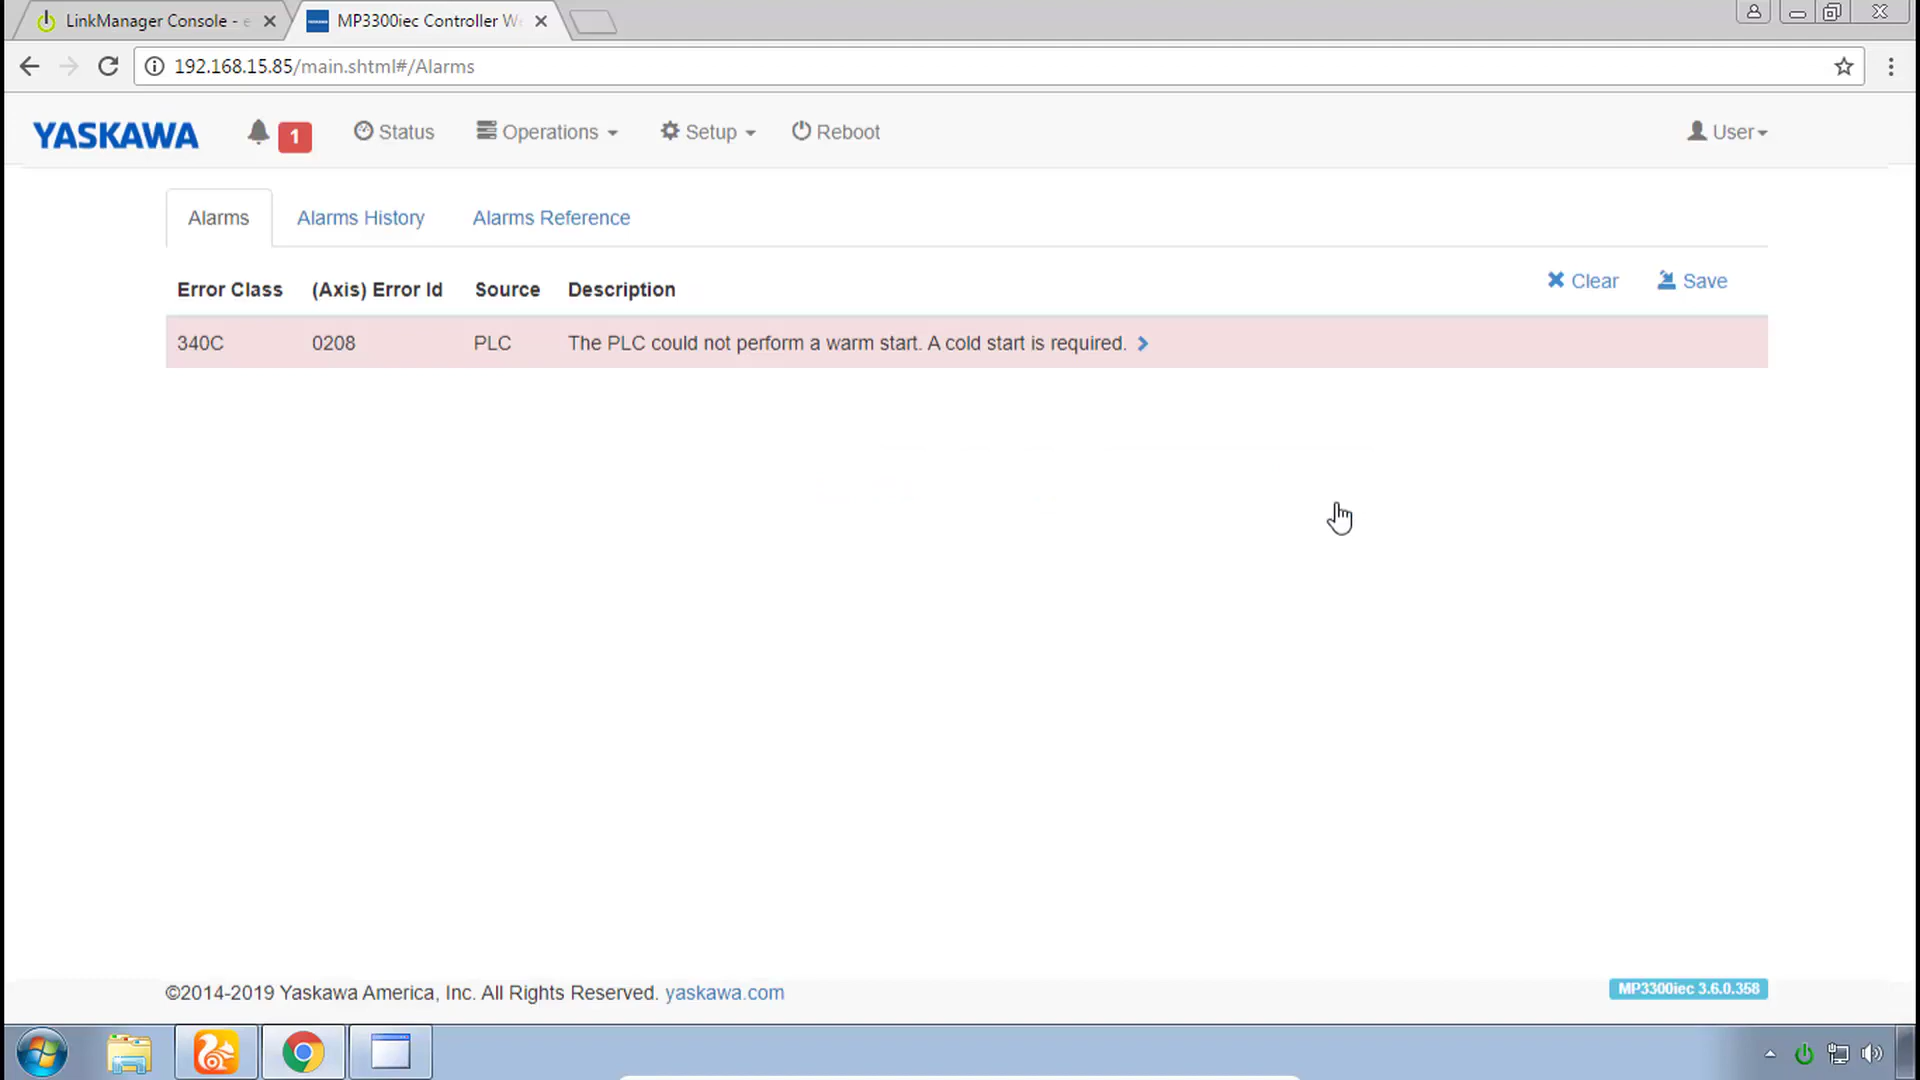 LinkManager Console - e
MP3300iec Controller We
192.168.15.85/main.shtml#/Alarms
YASKAWA
1
Status
Operations
Setup
Reboot
User
Alarms
Alarms History
Alarms Reference
Error Class
(Axis) Error Id
Source
Description
Clear
Save
340C
0208
PLC
The PLC could not perform a warm start. A cold start is required.
©2014-2019 Yaskawa America, Inc. All Rights Reserved. yaskawa.com
MP3300iec 3.6.0.358